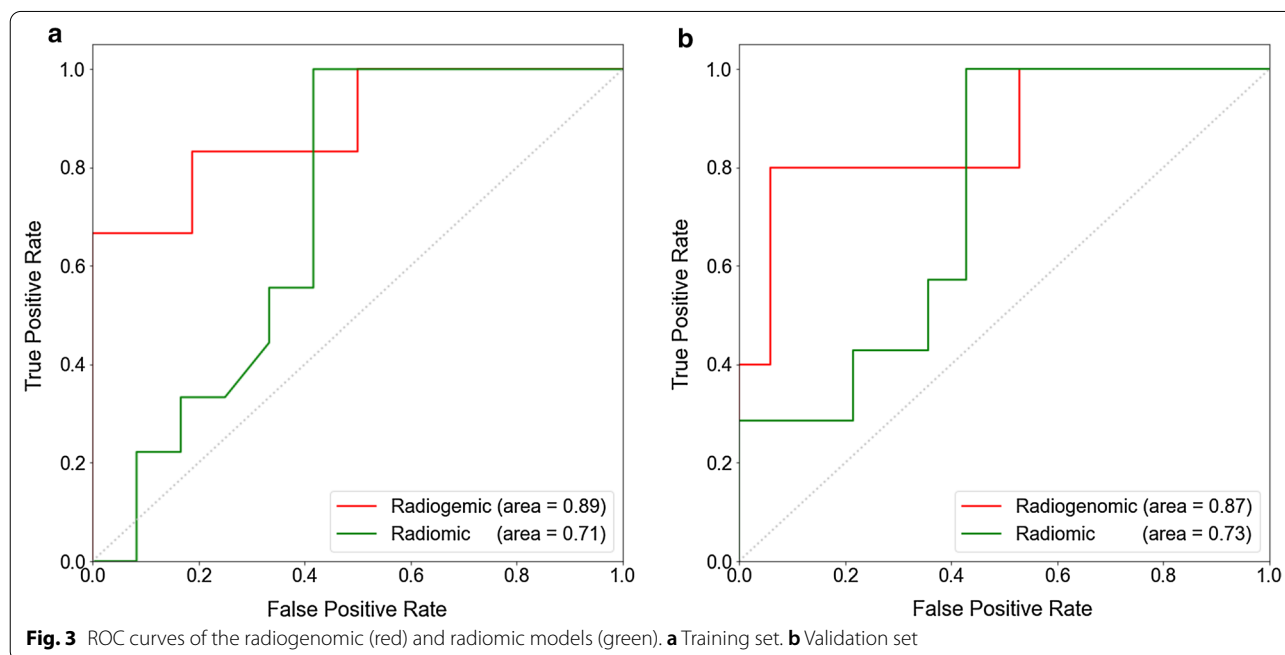 a
1.0
0.8
0.6
0.4
0.2
0.0
True Positive Rate
0.0 0.2 0.4 0.6 0.8 1.0
False Positive Rate
Radiogemic (area = 0.89)
Radiomic (area = 0.71)
b
1.0
0.8
0.6
0.4
0.2
0.0
True Positive Rate
0.0 0.2 0.4 0.6 0.8 1.0
False Positive Rate
Radiogenomic (area = 0.87)
Radiomic (area = 0.73)
Fig. 3 ROC curves of the radiogenomic (red) and radiomic models (green). a Training set. b Validation set